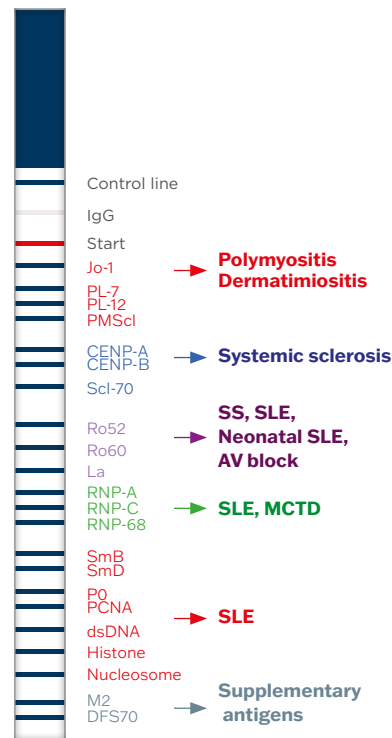 Control line
IgG
Start
Jo-1
PL-7
PL-12
PMScl
Polymyositis
Dermatimiositis
CENP-A
CENP-B
Scl-70
Systemic sclerosis
Ro52
Ro60
La
SS, SLE,
Neonatal SLE,
AV block
RNP-A
RNP-C
RNP-68
SLE, MCTD
SmB
SmD
P0
PCNA
dsDNA
Histone
Nucleosome
SLE
M2
DFS70
Supplementary
antigens